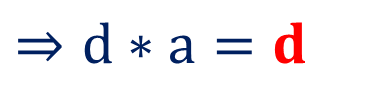 ⇒ d ∗ a = d